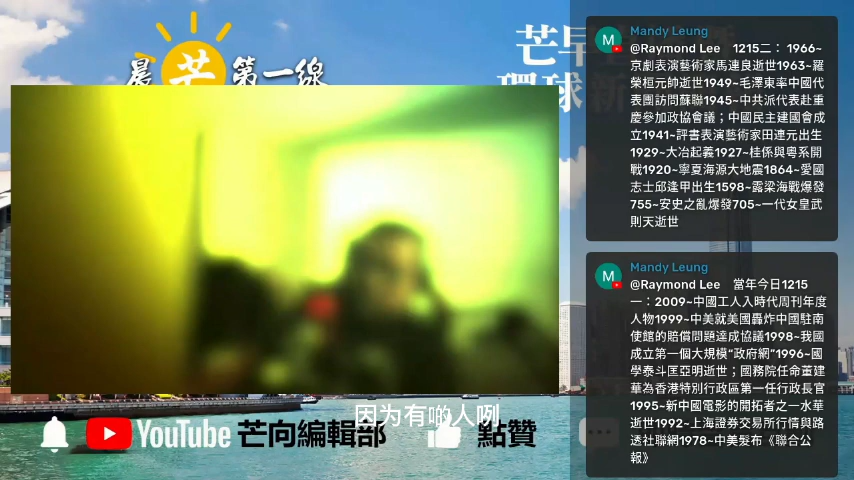 晨芒第一線
芒早
環球新
Mandy Leung
@Raymond Lee 1215二： 1966~
京劇表演藝術家馬連良逝世1963~羅
榮桓元帥逝世1949~毛澤東率中國代
表團訪問蘇聯1945~中共派代表赴重
慶參加政協會議；中國民主建國會成
立1941~評書表演藝術家田連元出生
1929~大冶起義1927~桂係與粵系開
戰1920~寧夏海源大地震1864~愛國
志士邱逢甲出生1598~露梁海戰爆發
755~安史之亂爆發705~一代女皇武
則天逝世
Mandy Leung
@Raymond Lee 當年今日1215
一：2009~中國工人入時代周刊年度
人物1999~中美就美國轟炸中國駐南
使館的賠償問題達成協議1998~我國
成立第一個大規模“政府網”1996~國
學泰斗匡亞明逝世；國務院任命董建
華為香港特別行政區第一任行政長官
1995~新中國電影的開拓者之一水華
逝世1992~上海證券交易所行情與路
透社聯網1978~中美髮布《聯合公
報》
因为有啲人咧
YouTube 芒向編輯部 點贊